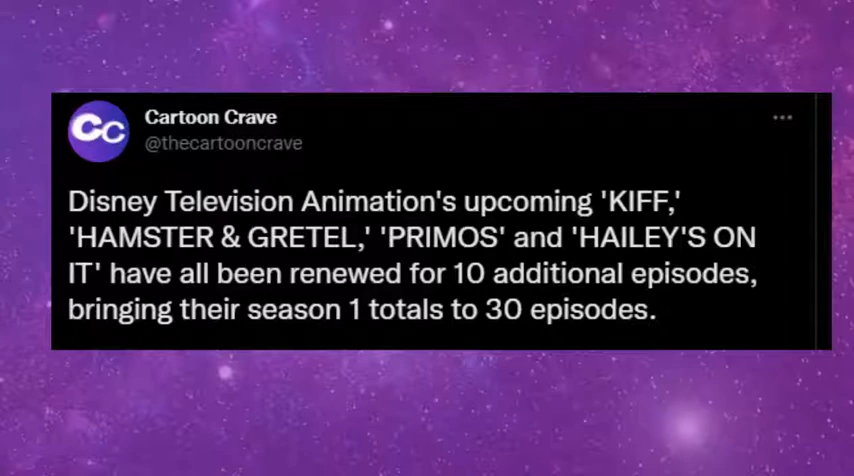 CC
Cartoon Crave
@thecartooncrave
Disney Television Animation's upcoming 'KIFF,'
'HAMSTER & GRETEL,' 'PRIMOS' and 'HAILEY'S ON
IT' have all been renewed for 10 additional episodes,
bringing their season 1 totals to 30 episodes.